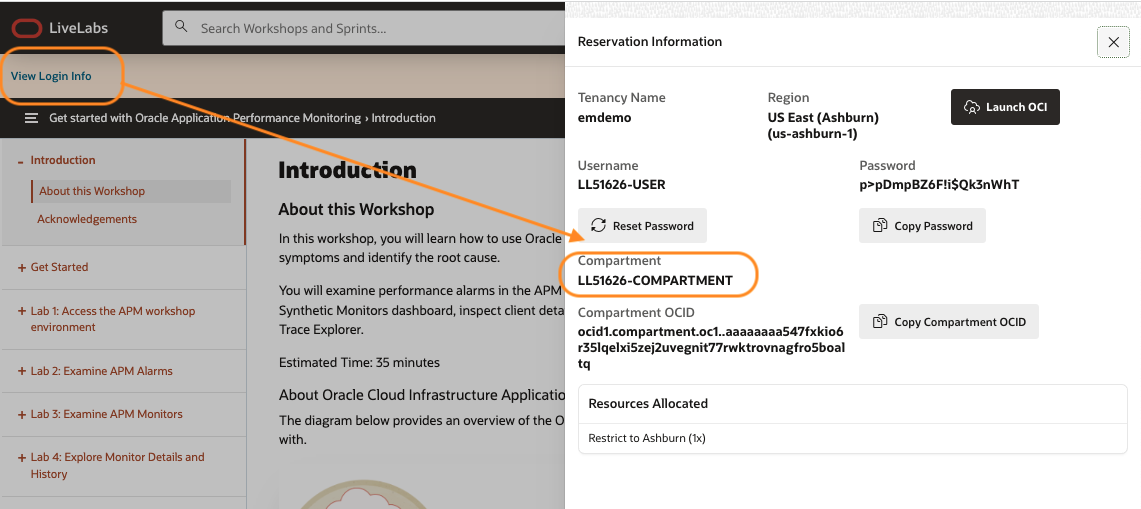 LiveLabs
Search Workshops and Sprints...
View Login Info
Get started with Oracle Application Performance Monitoring › Introduction
- Introduction
About this Workshop
Acknowledgements
+ Get Started
+ Lab 1: Access the APM workshop
environment
+ Lab 2: Examine APM Alarms
+ Lab 3: Examine APM Monitors
+ Lab 4: Explore Monitor Details and
History
Introduction
About this Workshop
In this workshop, you will learn how to use Oracle
symptoms and identify the root cause.
You will examine performance alarms in the APM
Synthetic Monitors dashboard, inspect client deta
Trace Explorer.
Estimated Time: 35 minutes
About Oracle Cloud Infrastructure Applicatio
The diagram below provides an overview of the O
with.
Reservation Information
Tenancy Name
emdemo
Region
US East (Ashburn)
(us-ashburn-1)
Launch OCI
Username
LL51626-USER
Password
p>pDmpBZ6F!i$Qk3nWhT
Reset Password
Copy Password
Compartment
LL51626-COMPARTMENT
Compartment OCID
ocid1.compartment.oc1..aaaaaaaa547fxkio6
r35lqelxi5zej2uvegnit77rwktrovnagfro5boal
tq
Copy Compartment OCID
Resources Allocated
Restrict to Ashburn (1x)